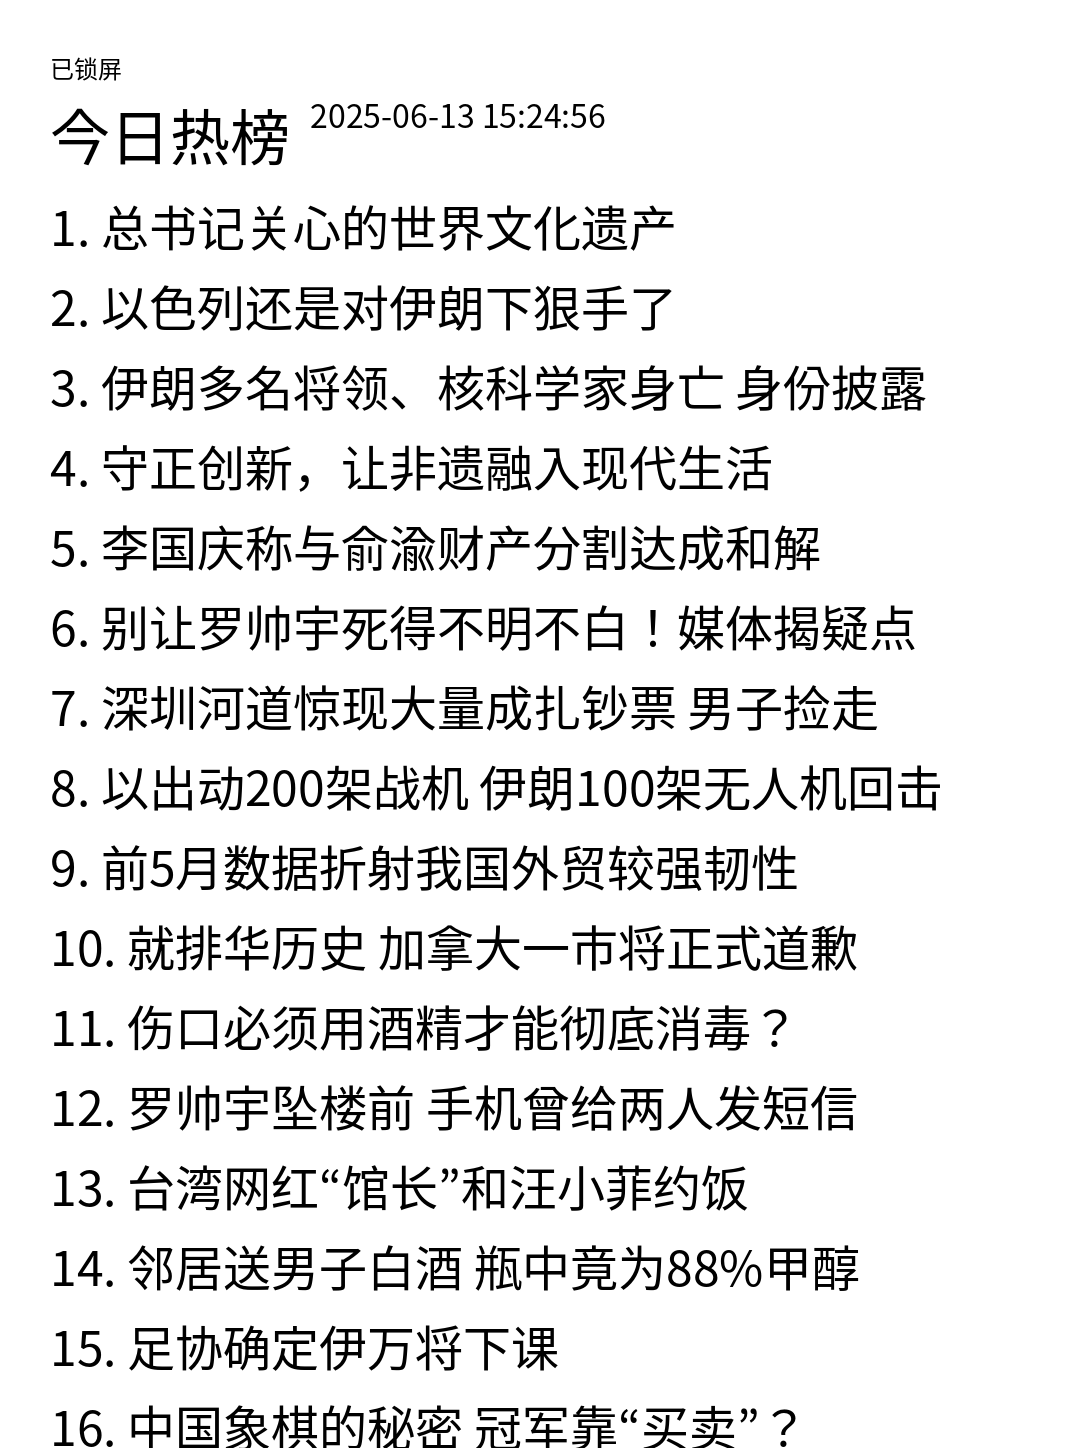 已锁屏
今日热榜 2025-06-13 15:24:56
1. 总书记关心的世界文化遗产
2. 以色列还是对伊朗下狠手了
3. 伊朗多名将领、核科学家身亡 身份披露
4. 守正创新，让非遗融入现代生活
5. 李国庆称与俞渝财产分割达成和解
6. 别让罗帅宇死得不明不白！媒体揭疑点
7. 深圳河道惊现大量成扎钞票 男子捡走
8. 以出动200架战机 伊朗100架无人机回击
9. 前5月数据折射我国外贸较强韧性
10. 就排华历史 加拿大一市将正式道歉
11. 伤口必须用酒精才能彻底消毒？
12. 罗帅宇坠楼前 手机曾给两人发短信
13. 台湾网红“馆长”和汪小菲约饭
14. 邻居送男子白酒 瓶中竟为88%甲醇
15. 足协确定伊万将下课
16. 中国象棋的秘密 冠军靠“买卖”？